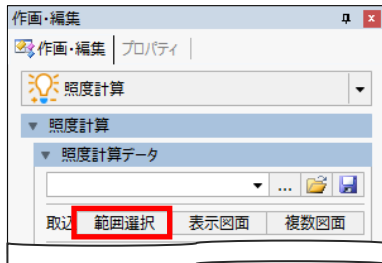 作画・編集
作画・編集 プロパティ
照度計算
照度計算
照度計算データ
...
取込 範囲選択 表示図面 複数図面